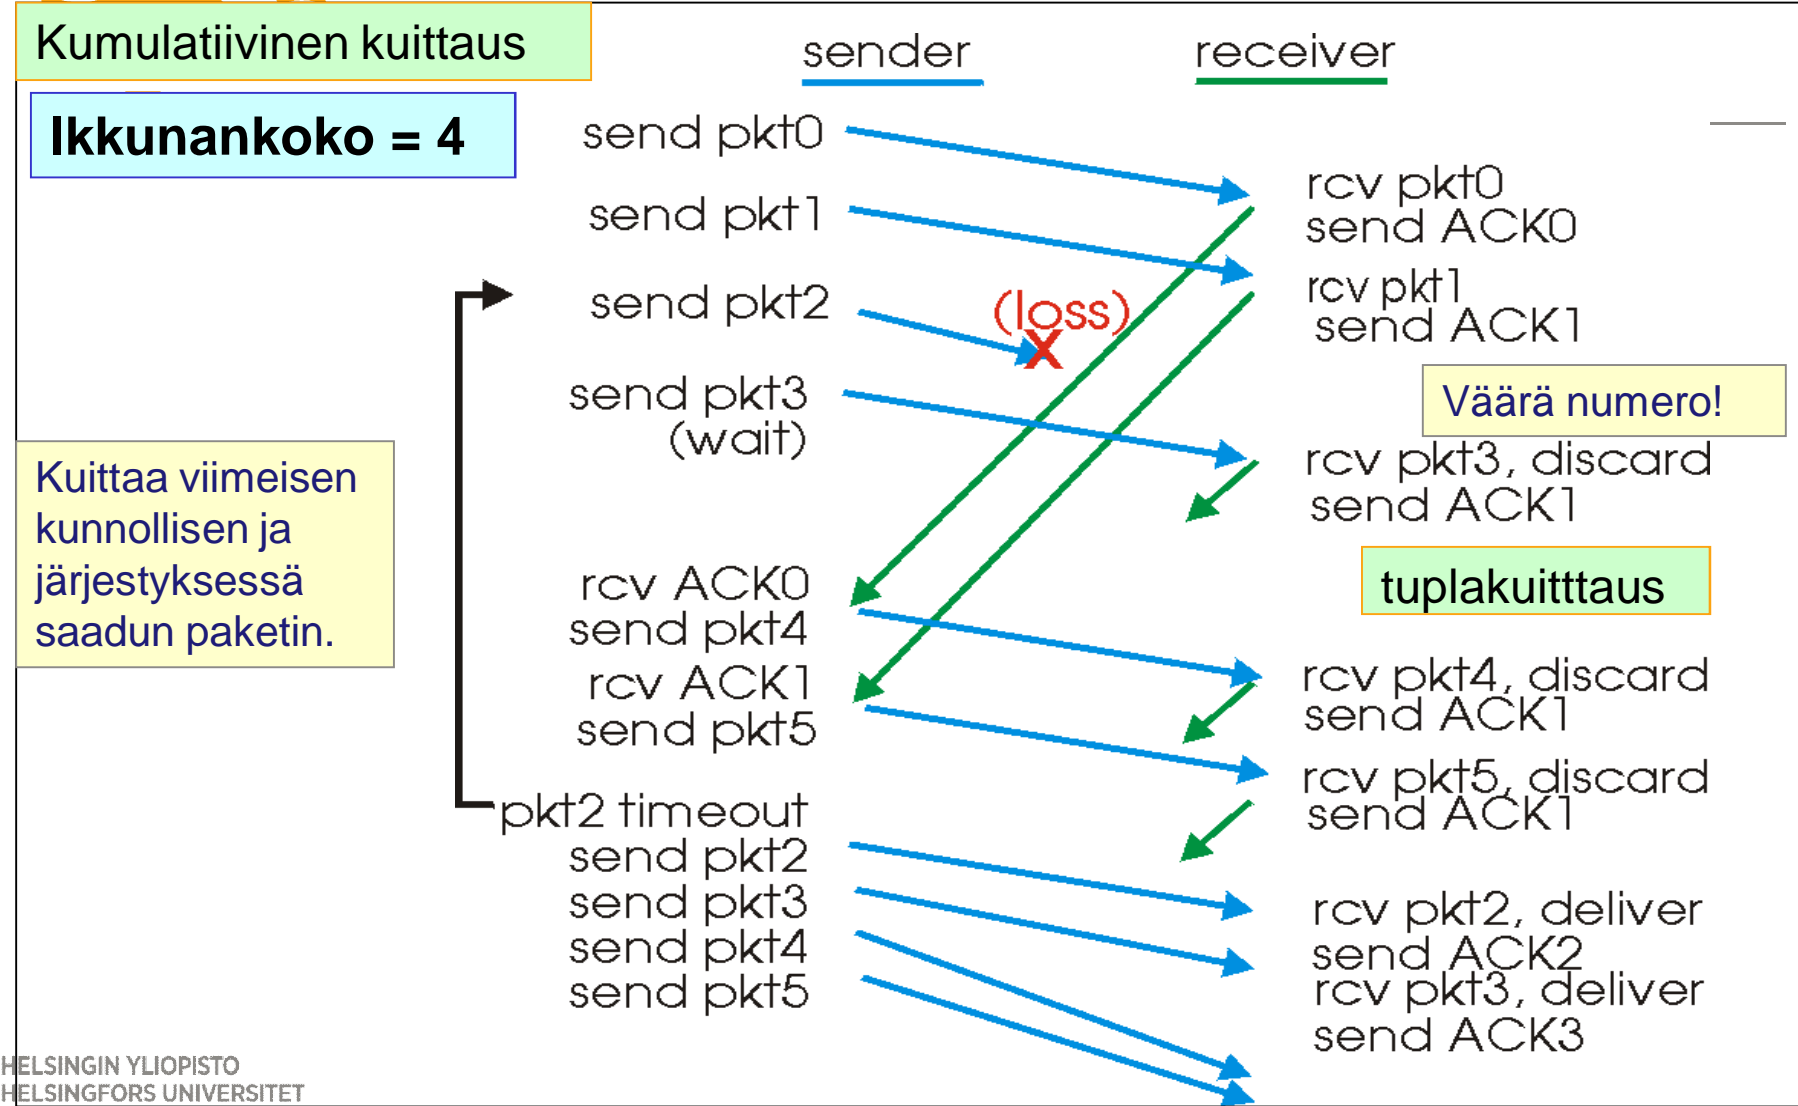 Kumulatiivinen kuittaus
Ikkunankoko = 4
Kuittaa viimeisen
kunnollisen ja
järjestyksessä
saadun paketin.
sender
send pkt0
send pkt1
send pkt2
(loss)
X
send pkt3
(wait)
rcv ACK0
send pkt4
rcv ACK1
send pkt5
pkt2 timeout
send pkt2
send pkt3
send pkt4
send pkt5
receiver
rcv pkt0
send ACK0
rcv pkt1
send ACK1
Väärä numero!
rcv pkt3, discard
send ACK1
tuplakuitttaus
rcv pkt4, discard
send ACK1
rcv pkt5, discard
send ACK1
rcv pkt2, deliver
send ACK2
rcv pkt3, deliver
send ACK3
HELSINGIN YLIOPISTO
HELSINGFORS UNIVERSITET